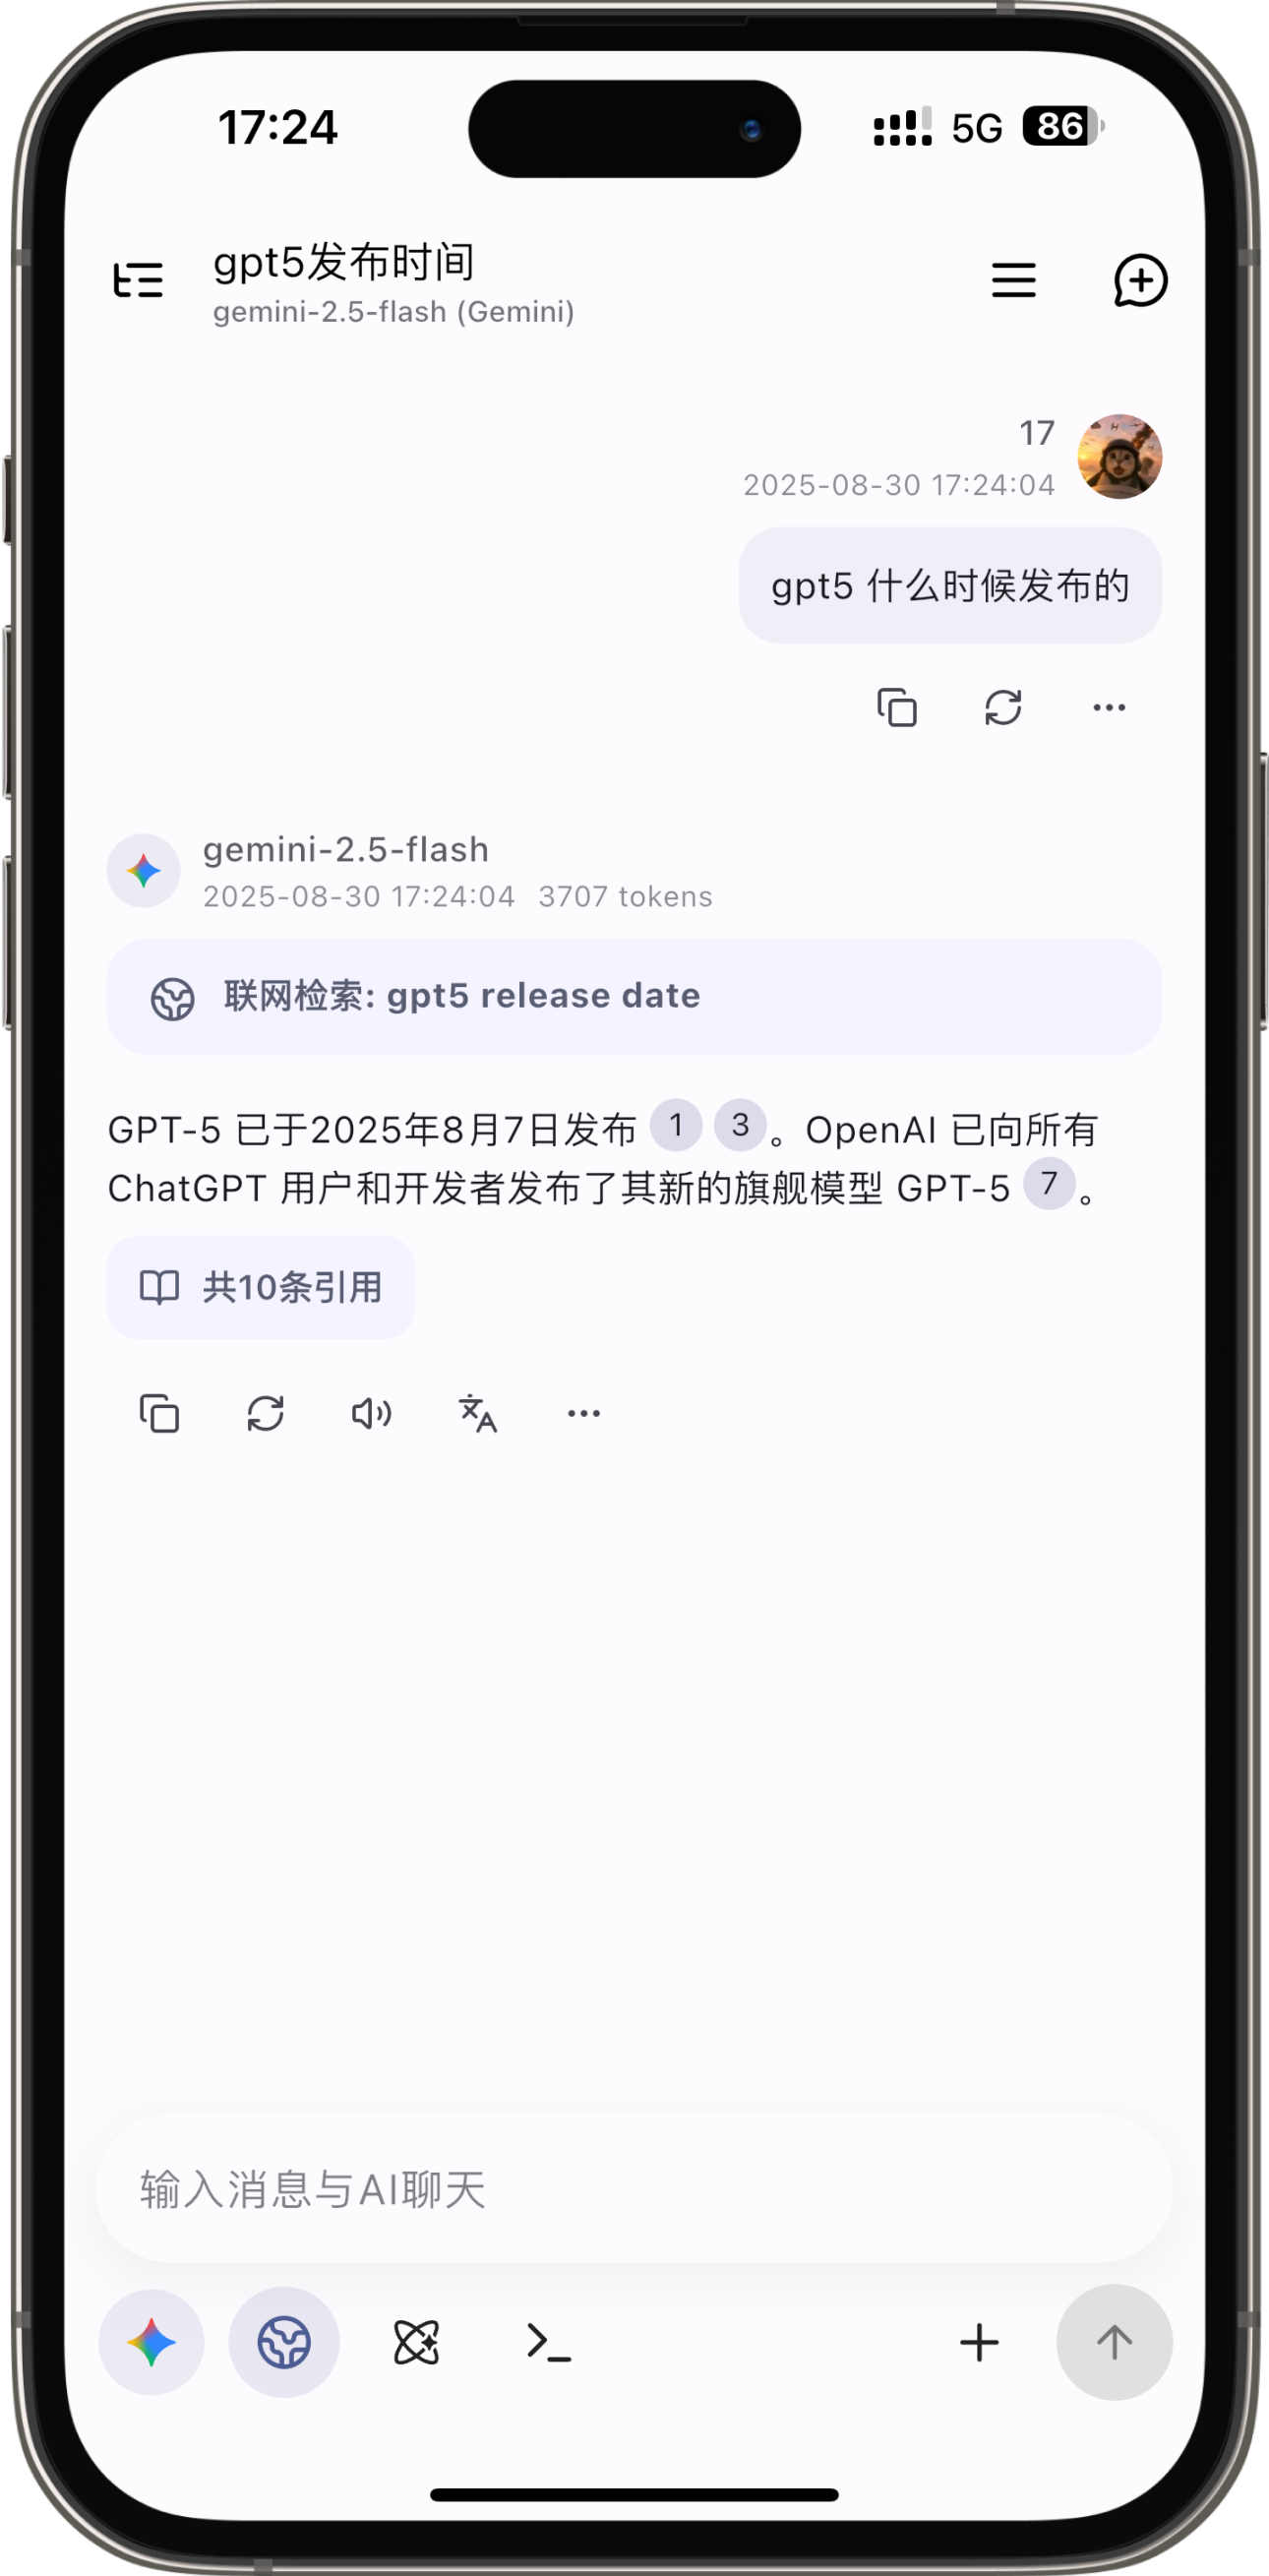 17:24
5G 86
gpt5发布时间
gemini-2.5-flash (Gemini)
17
2025-08-30 17:24:04
gpt5 什么时候发布的
gemini-2.5-flash
2025-08-30 17:24:04 3707 tokens
联网检索: gpt5 release date
GPT-5 已于2025年8月7日发布 1 3 。OpenAI 已向所有
ChatGPT 用户和开发者发布了其新的旗舰模型 GPT-5 7 。
共10条引用
输入消息与AI聊天